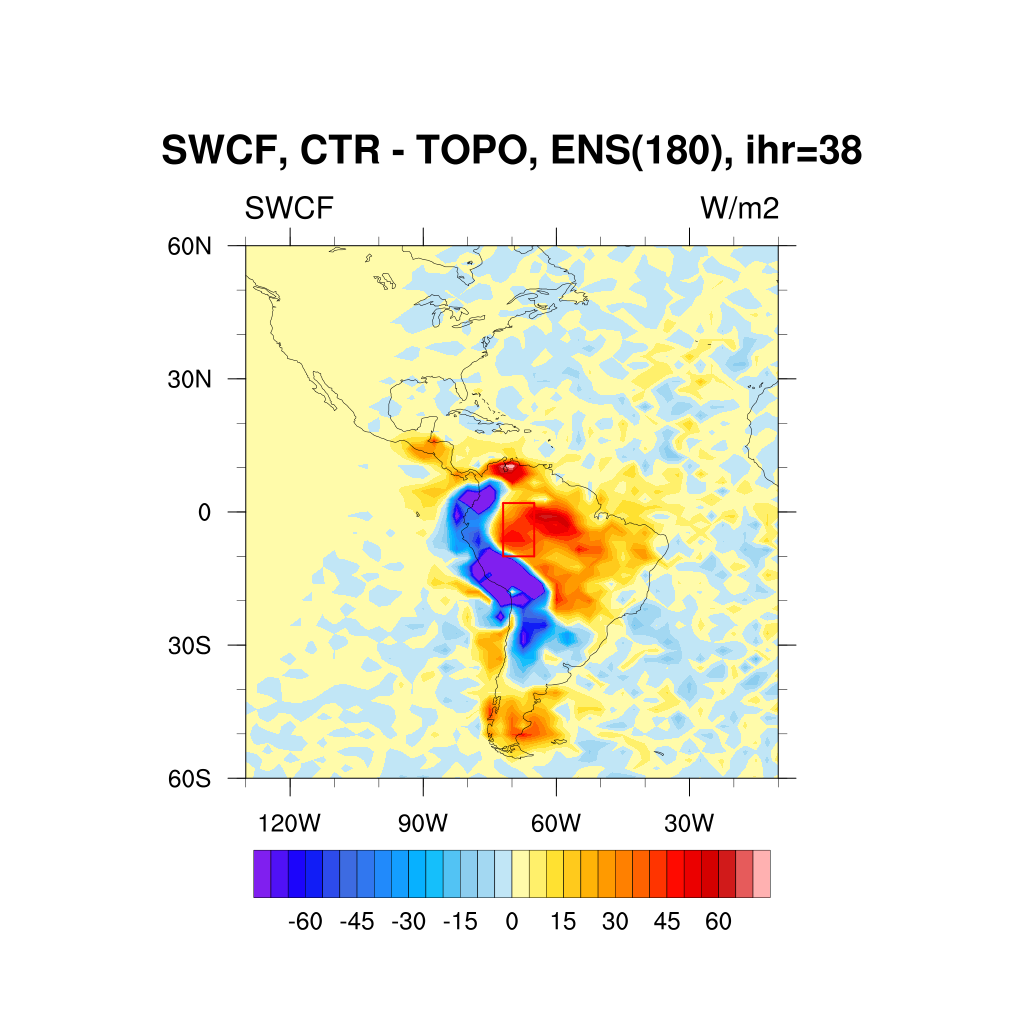 SWCF, CTR - TOPO, ENS(180), ihr=38
SWCF W/m2
60N
30N
0
30S
60S
120W 90W 60W 30W
-60 -45 -30 -15 0 15 30 45 60